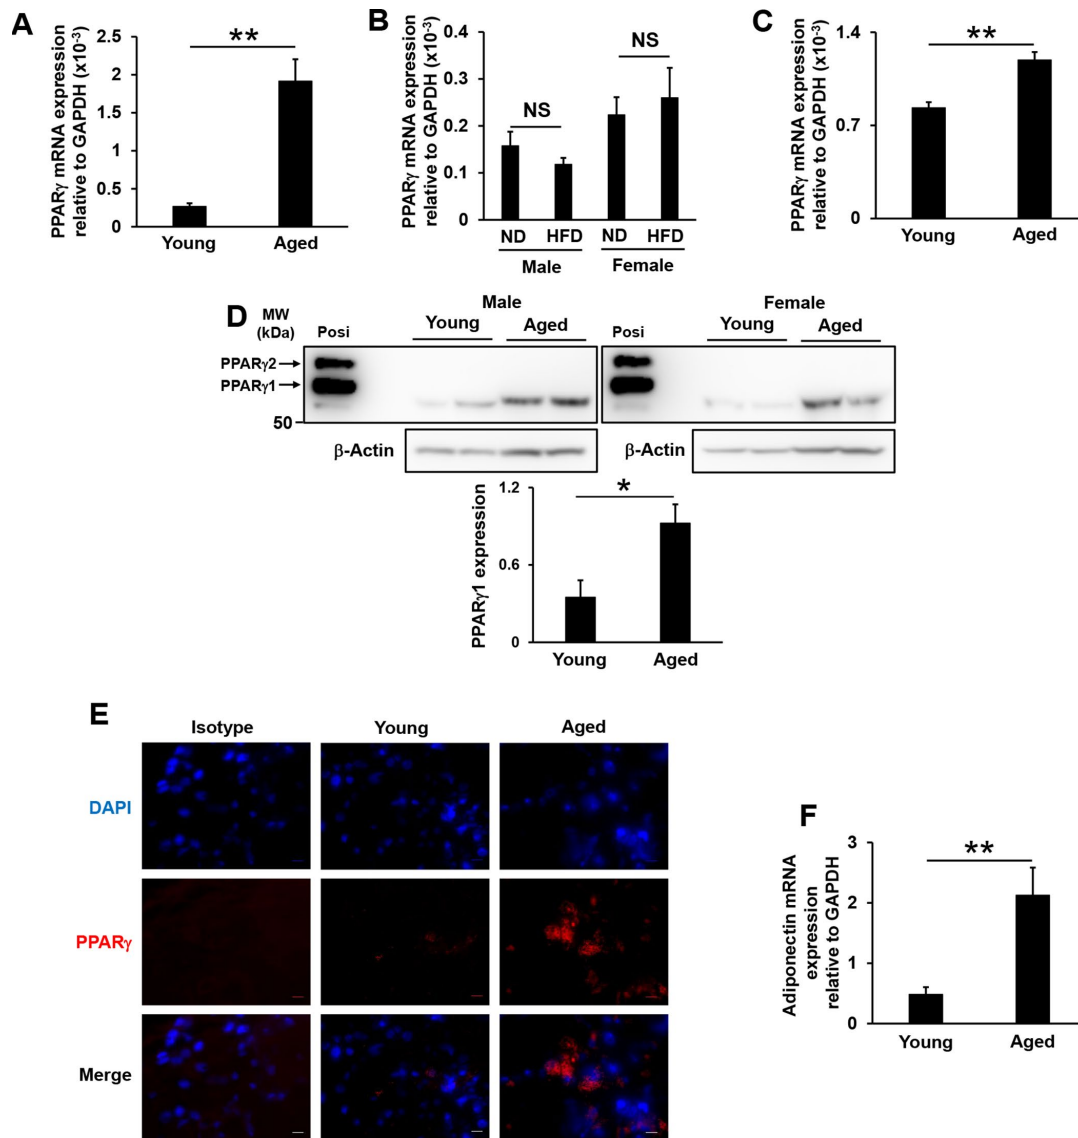 A
PPARγ mRNA expression
relative to GAPDH (x10-3)
2.5
2
1.5
1
0.5
0
**
Young
Aged
B
PPARγ mRNA expression
relative to GAPDH (x10-3)
0.4
0.3
0.2
0.1
0
NS
NS
ND
HFD
ND
HFD
Male
Female
C
PPARγ mRNA expression
relative to GAPDH (x10-3)
1.4
0.7
0
**
Young
Aged
D
MW
(kDa)
Male
Female
Posi
Young
Aged
Posi
Young
Aged
PPARγ2
PPARγ1
50
β-Actin
β-Actin
PPARγ1 expression
1.2
0.6
0
*
Young
Aged
E
Isotype
Young
Aged
DAPI
PPARγ
Merge
F
Adiponectin mRNA
expression
relative to GAPDH
3
2
1
0
**
Young
Aged